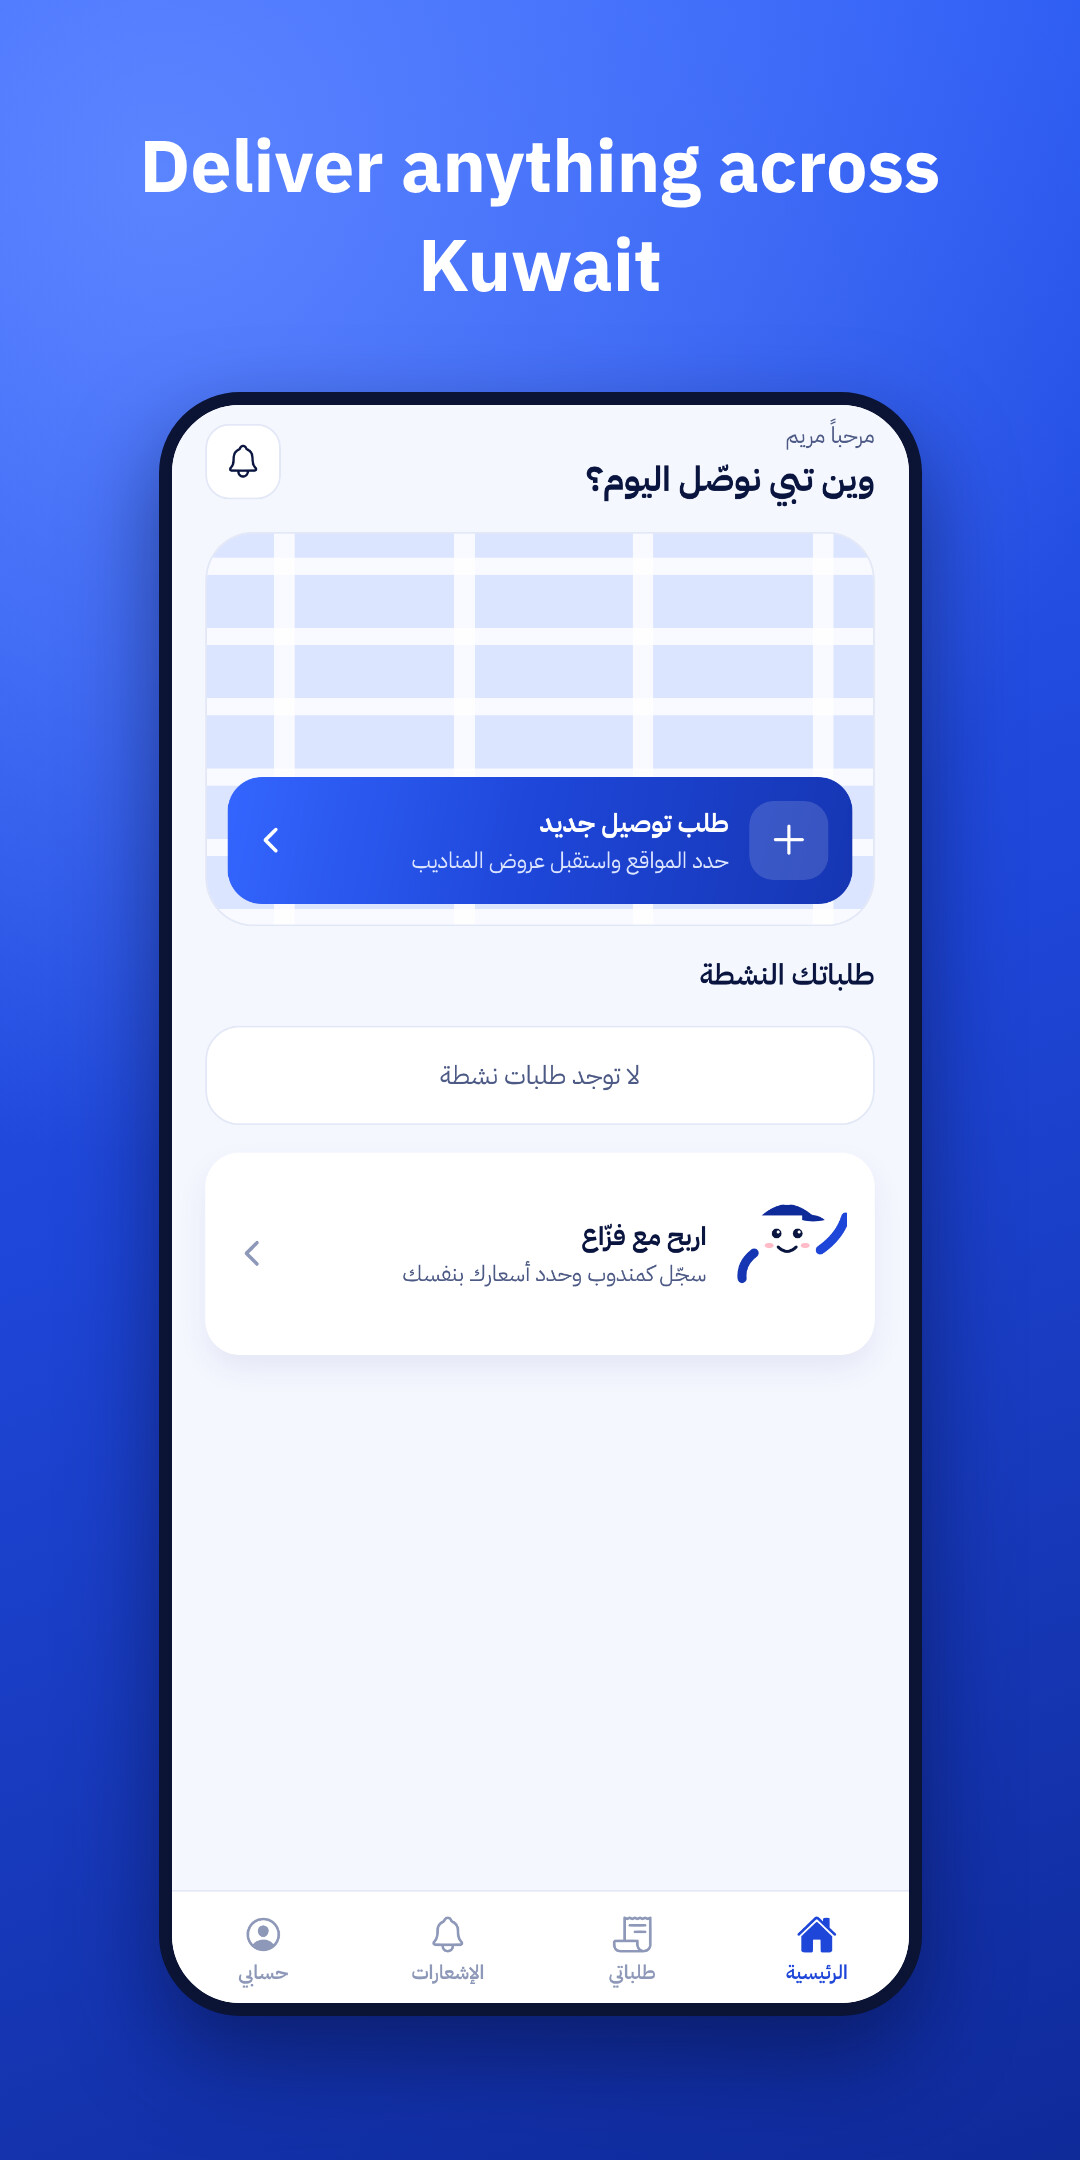 Deliver anything across
Kuwait
مرحباً مريم
وين تبي نوصّل اليوم؟
طلب توصيل جديد
حدد المواقع واستقبل عروض المناديب
طلباتك النشطة
لا توجد طلبات نشطة
اربح مع فزّاع
سجّل كمندوب وحدد أسعارك بنفسك
الرئيسية
طلباتي
الإشعارات
حسابي